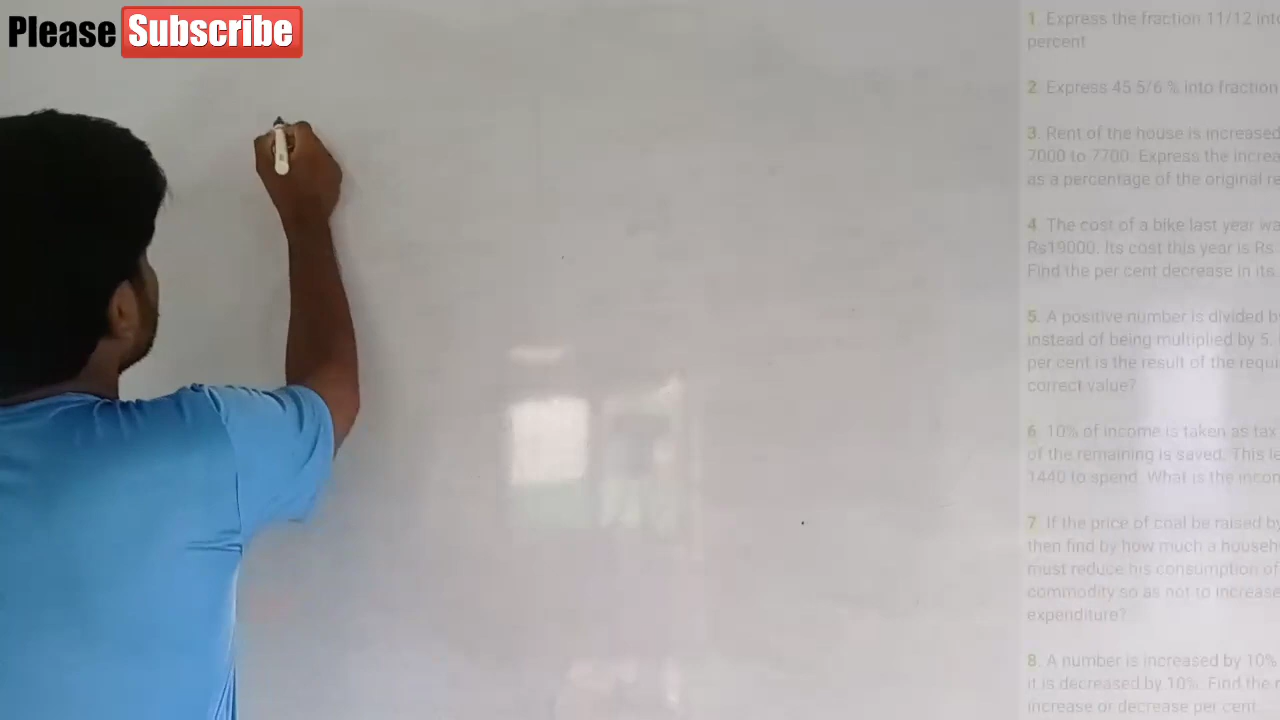 Please Subscribe
1. Express the fraction 11/12 into
percent
2. Express 45 5/6 % into fraction
3. Rent of the house is increased
7000 to 7700. Express the increa
as a percentage of the original re
4. The cost of a bike last year wa
Rs19000. Its cost this year is Rs.
Find the per cent decrease in its
5. A positive number is divided by
instead of being multiplied by 5.
per cent is the result of the requi
correct value?
6. 10% of income is taken as tax
of the remaining is saved. This le
1440 to spend. What is the incom
7. If the price of coal be raised by
then find by how much a househ
must reduce his consumption of
commodity so as not to increase
expenditure?
8. A number is increased by 10%
it is decreased by 10%. Find the n
increase or decrease per cent.